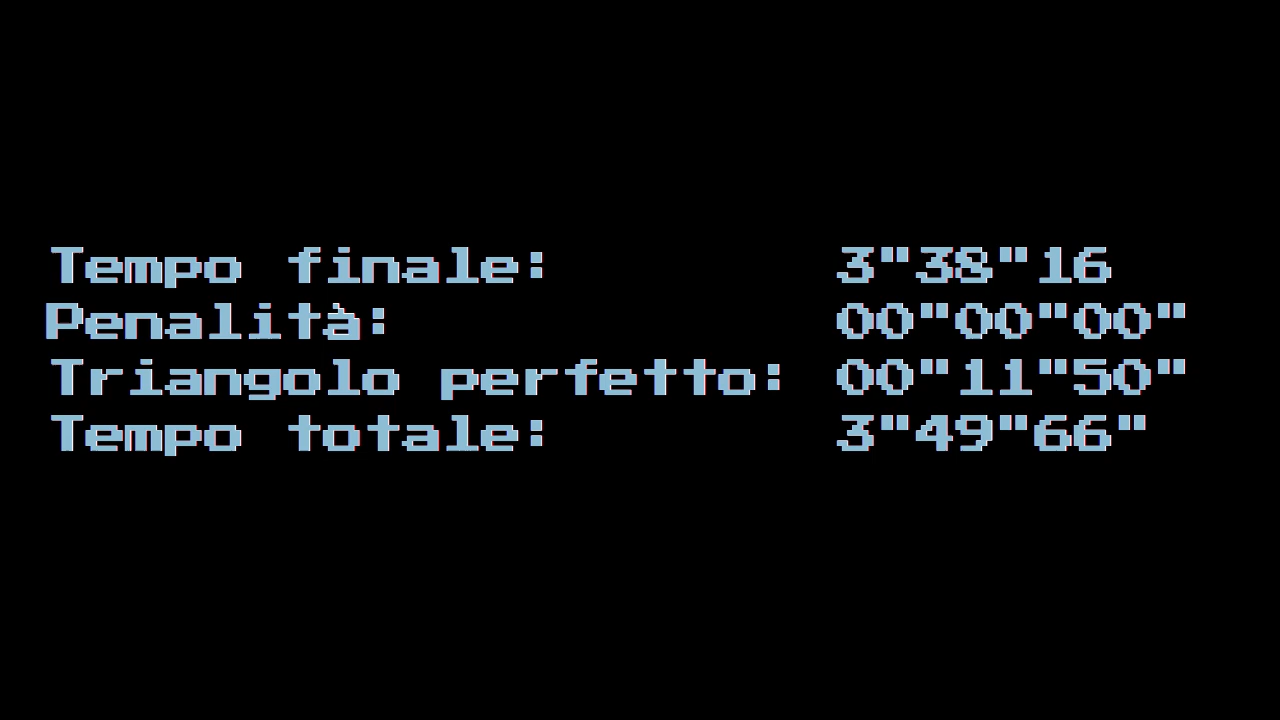 Tempo finale: 3"38"16
Penalità: 00"00"00"
Triangolo perfetto: 00"11"50"
Tempo totale: 3"49"66"